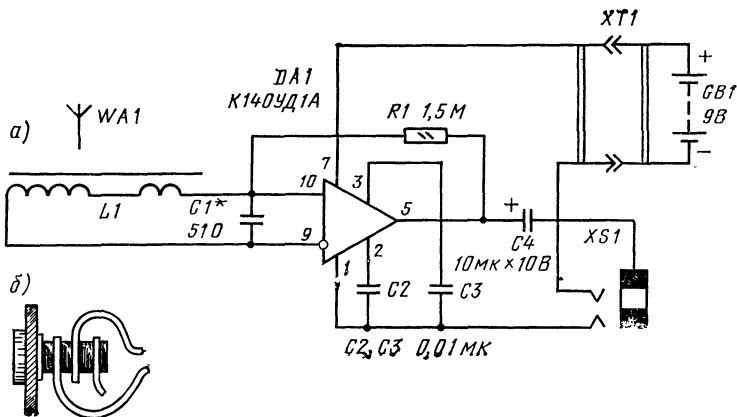 XT1
DA1
К140УД1А
R1 1,5 М
+
GB1
9В
−
WA1
а)
7
10
3
5
L1
C1*
510
9
+
C4
10мк × 10В
XS1
1
2
C2
C3
б)
C2, C3 0,01 мк